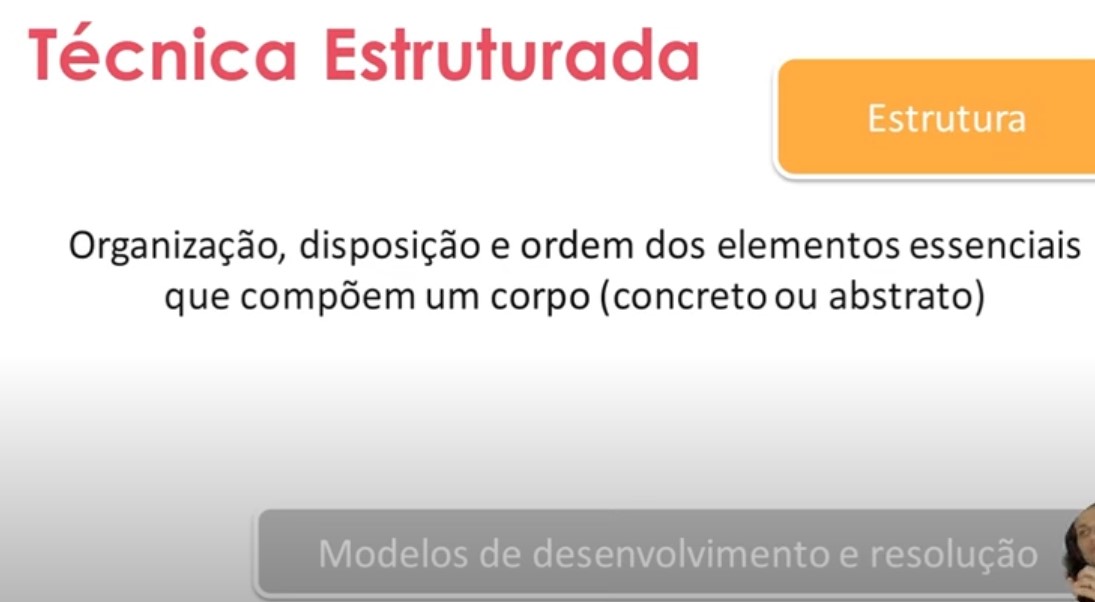 Técnica Estruturada
Estrutura
Organização, disposição e ordem dos elementos essenciais
que compõem um corpo (concreto ou abstrato)
Modelos de desenvolvimento e resolução